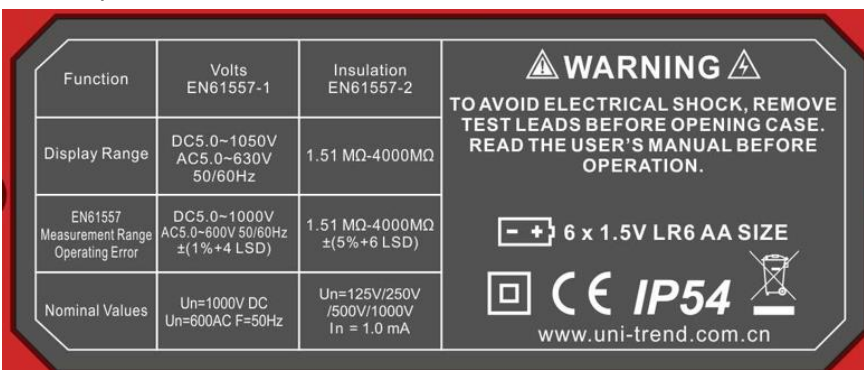 Function
Volts
EN61557-1
Insulation
EN61557-2
Display Range
DC5.0~1050V
AC5.0~630V
50/60Hz
1.51 MΩ-4000MΩ
EN61557
Measurement Range
Operating Error
DC5.0~1000V
AC5.0~600V 50/60Hz
±(1%+4 LSD)
1.51 MΩ-4000MΩ
±(5%+6 LSD)
Nominal Values
Un=1000V DC
Un=600AC F=50Hz
Un=125V/250V
/500V/1000V
In = 1.0 mA
WARNING
TO AVOID ELECTRICAL SHOCK, REMOVE
TEST LEADS BEFORE OPENING CASE.
READ THE USER'S MANUAL BEFORE
OPERATION.
6 x 1.5V LR6 AA SIZE
CE IP54
www.uni-trend.com.cn